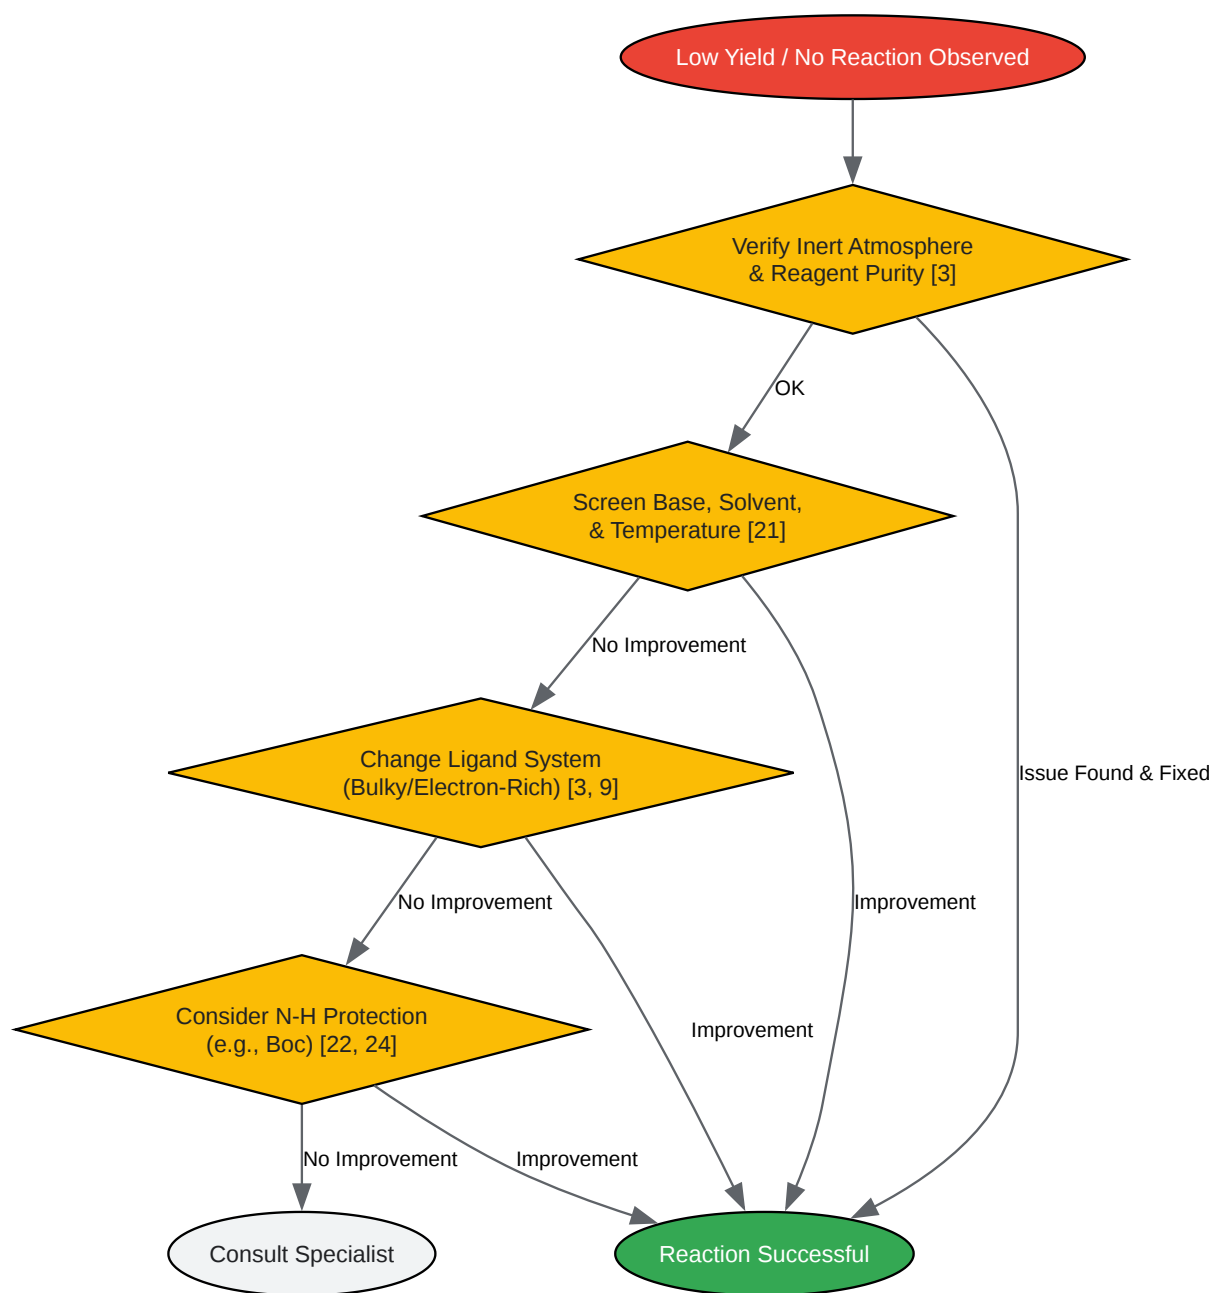 Low Yield / No Reaction Observed
Verify Inert Atmosphere
& Reagent Purity [3]
OK
Screen Base, Solvent,
& Temperature [21]
No Improvement
Change Ligand System
(Bulky/Electron-Rich) [3, 9]
Issue Found & Fixed
No Improvement
Improvement
Consider N-H Protection
(e.g., Boc) [22, 24]
Improvement
No Improvement
Improvement
Consult Specialist
Reaction Successful